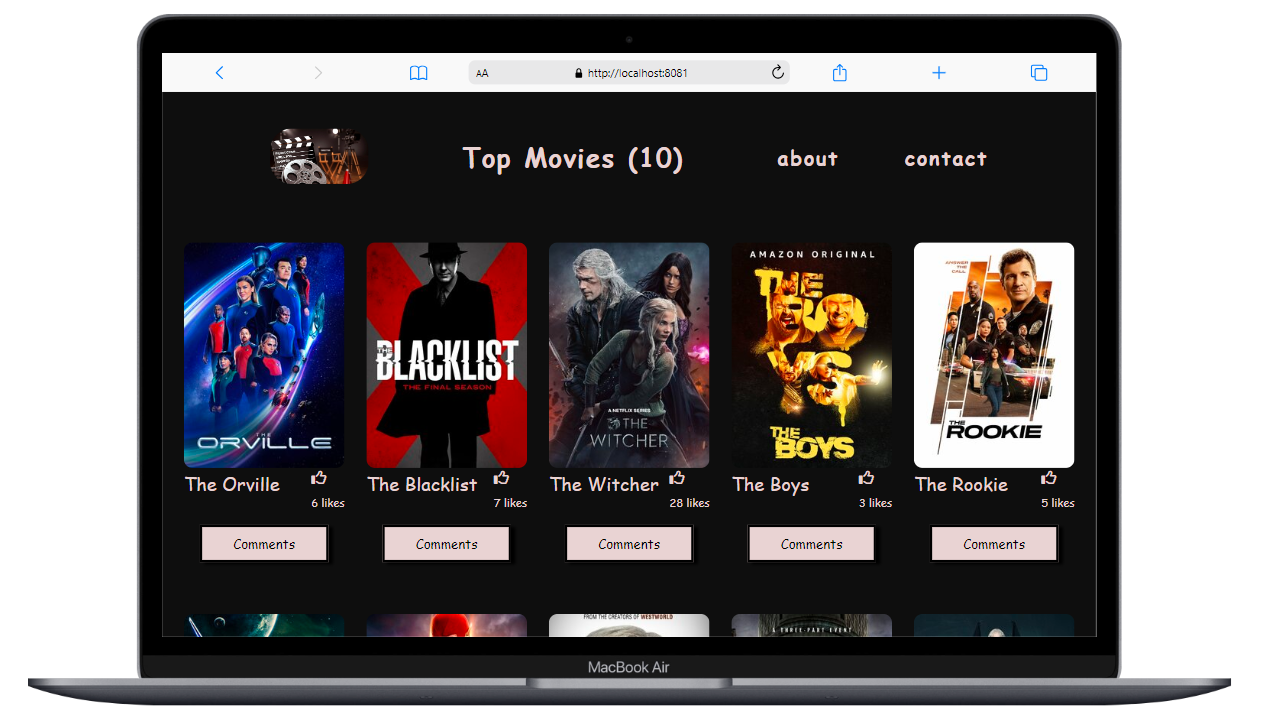 AA
http://localhost:8081
Top Movies (10)
about
contact
THE
ORVILLE
THE
BLACKLIST
THE FINAL SEASON
A NETFLIX SERIES
THE
WITCHER
AMAZON ORIGINAL
THE
BO
YS
THE
BOYS
ANSWER
THE
CALL
THE
ROOKIE
The Orville
6 likes
The Blacklist
7 likes
The Witcher
28 likes
The Boys
3 likes
The Rookie
5 likes
Comments
Comments
Comments
Comments
Comments
FROM THE CREATORS OF WESTWORLD
A THREE-PART EVENT
MacBook Air